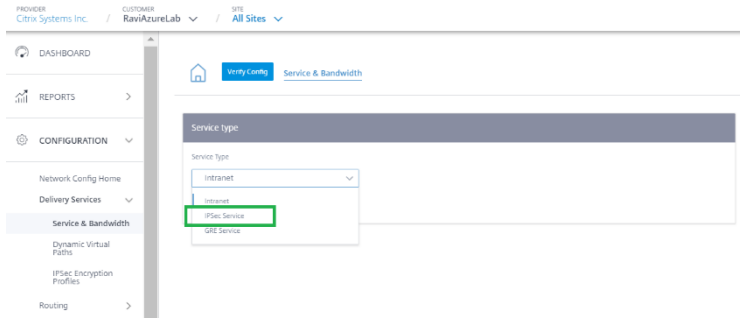 PROVIDER
Citrix Systems Inc.
/
CUSTOMER
RaviAzureLab
/
SITE
All Sites
DASHBOARD
REPORTS
CONFIGURATION
Network Config Home
Delivery Services
Service & Bandwidth
Dynamic Virtual
Paths
IPSec Encryption
Profiles
Routing
Verify Config
Service & Bandwidth
Service type
Service Type
Intranet
Intranet
IPSec Service
GRE Service